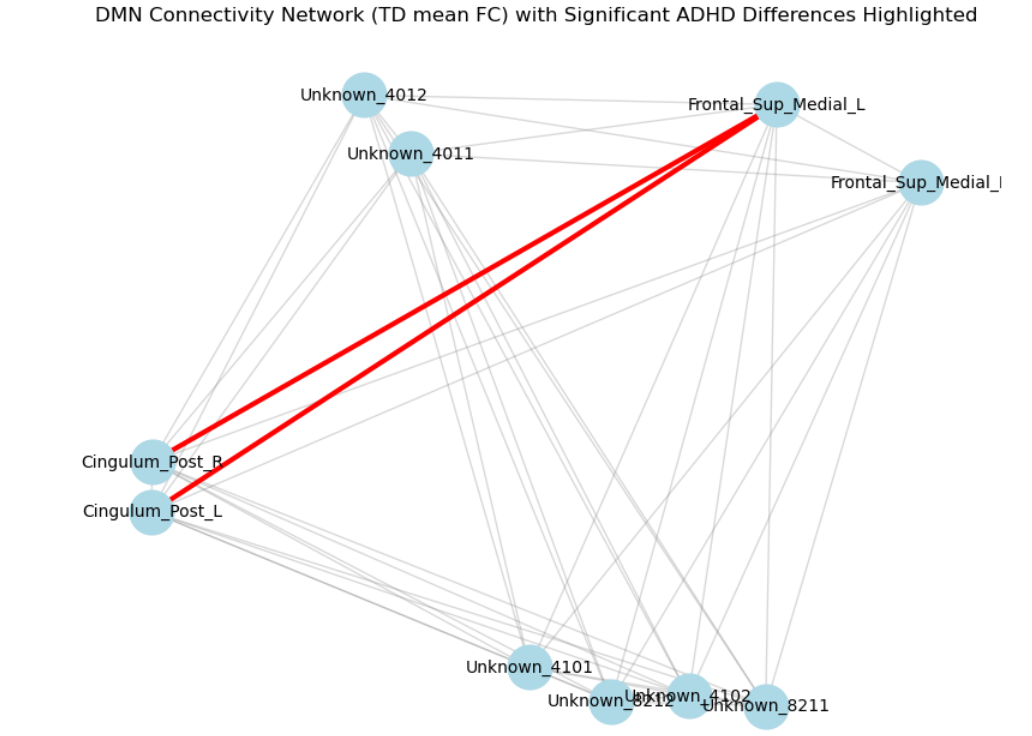 DMN Connectivity Network (TD mean FC) with Significant ADHD Differences Highlighted
Unknown_4012
Frontal_Sup_Medial_L
Unknown_4011
Frontal_Sup_Medial_
Cingulum_Post_R
Cingulum_Post_L
Unknown_4101
Unknown_8212
Unknown_4102
Unknown_8211